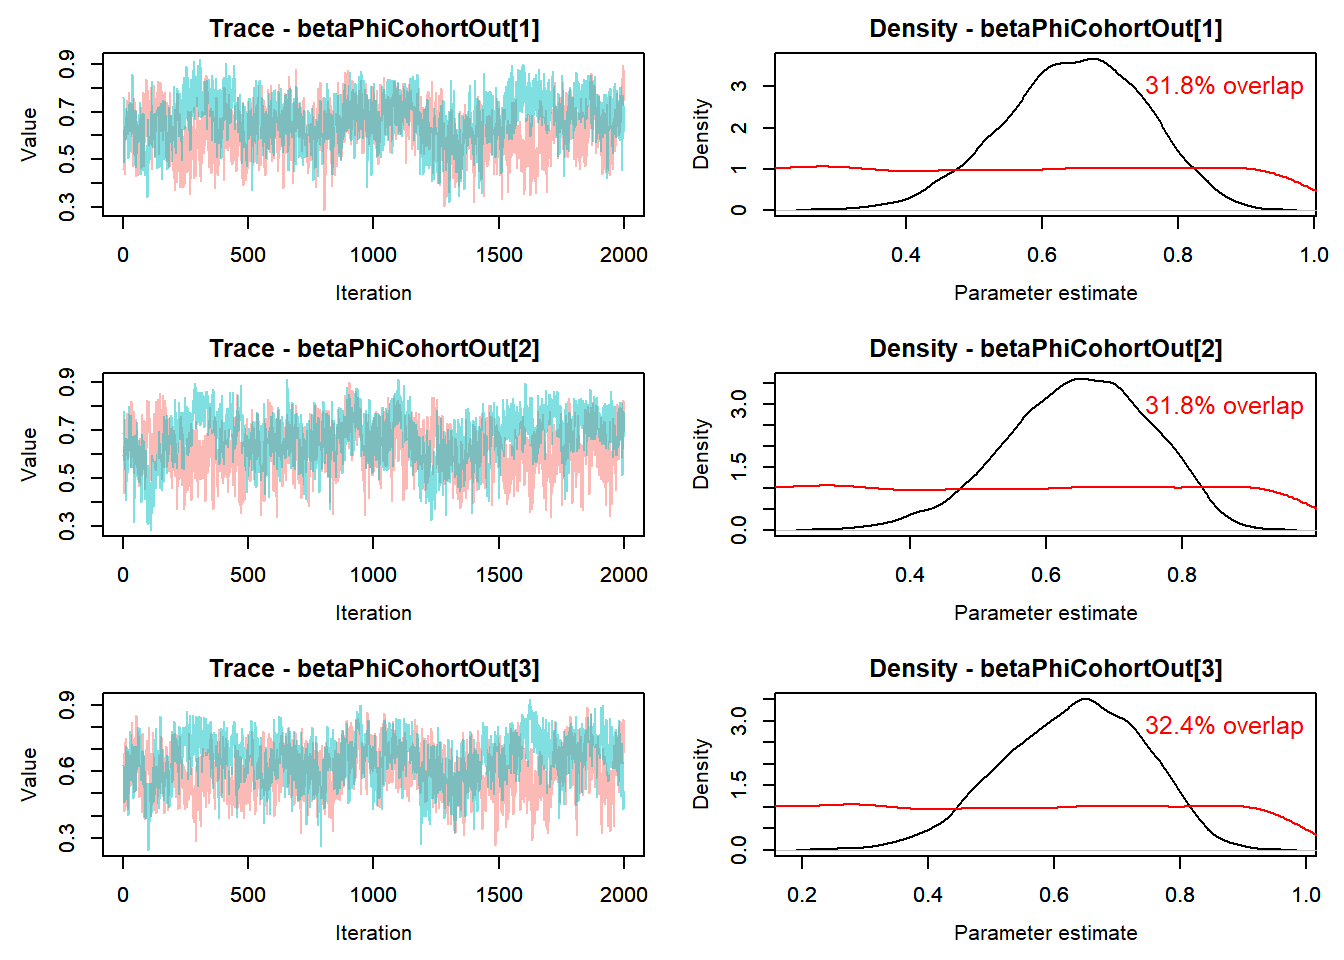 Trace - betaPhiCohortOut[1]
Value
0.3 0.5 0.7 0.9
0 500 1000 1500 2000
Iteration
Density - betaPhiCohortOut[1]
31.8% overlap
Density
0 1 2 3
0.4 0.6 0.8 1.0
Parameter estimate
Trace - betaPhiCohortOut[2]
Value
0.3 0.5 0.7 0.9
0 500 1000 1500 2000
Iteration
Density - betaPhiCohortOut[2]
31.8% overlap
Density
0.0 1.5 3.0
0.4 0.6 0.8
Parameter estimate
Trace - betaPhiCohortOut[3]
Value
0.3 0.6 0.9
0 500 1000 1500 2000
Iteration
Density - betaPhiCohortOut[3]
32.4% overlap
Density
0.0 1.5 3.0
0.2 0.4 0.6 0.8 1.0
Parameter estimate